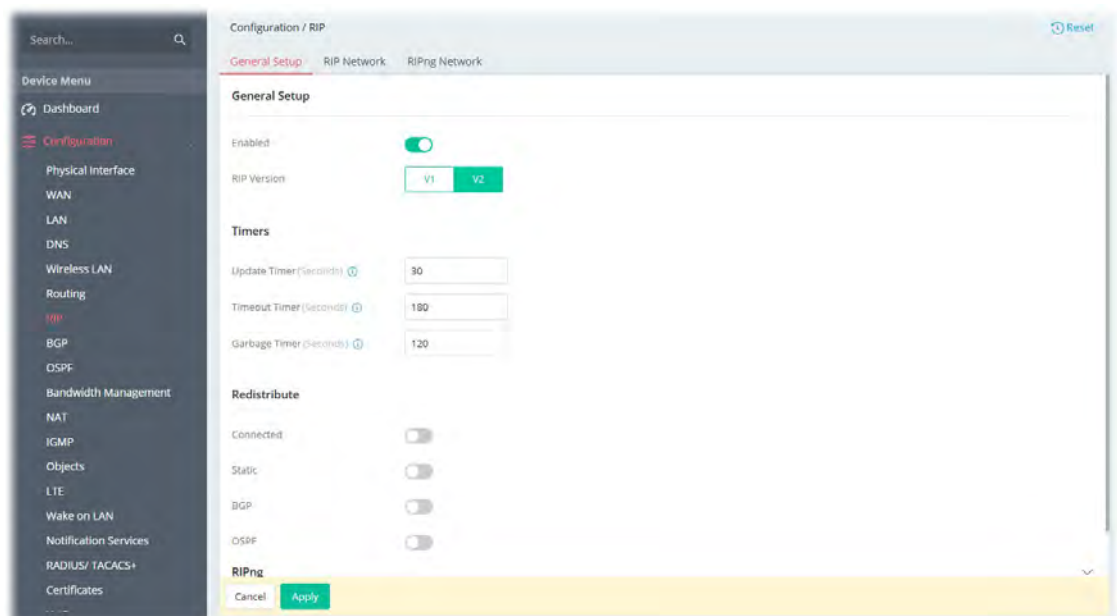 Search...
Device Menu
Dashboard
Configuration
Physical Interface
WAN
LAN
DNS
Wireless LAN
Routing
RIP
BGP
OSPF
Bandwidth Management
NAT
IGMP
Objects
LTE
Wake on LAN
Notification Services
RADIUS/ TACACS+
Certificates
Configuration / RIP
Reset
General Setup RIP Network RIPng Network
General Setup
Enabled
RIP Version V1 V2
Timers
Update Timer (Seconds) 30
Timeout Timer (Seconds) 180
Garbage Timer (Seconds) 120
Redistribute
Connected
Static
BGP
OSPF
RIPng
Cancel Apply